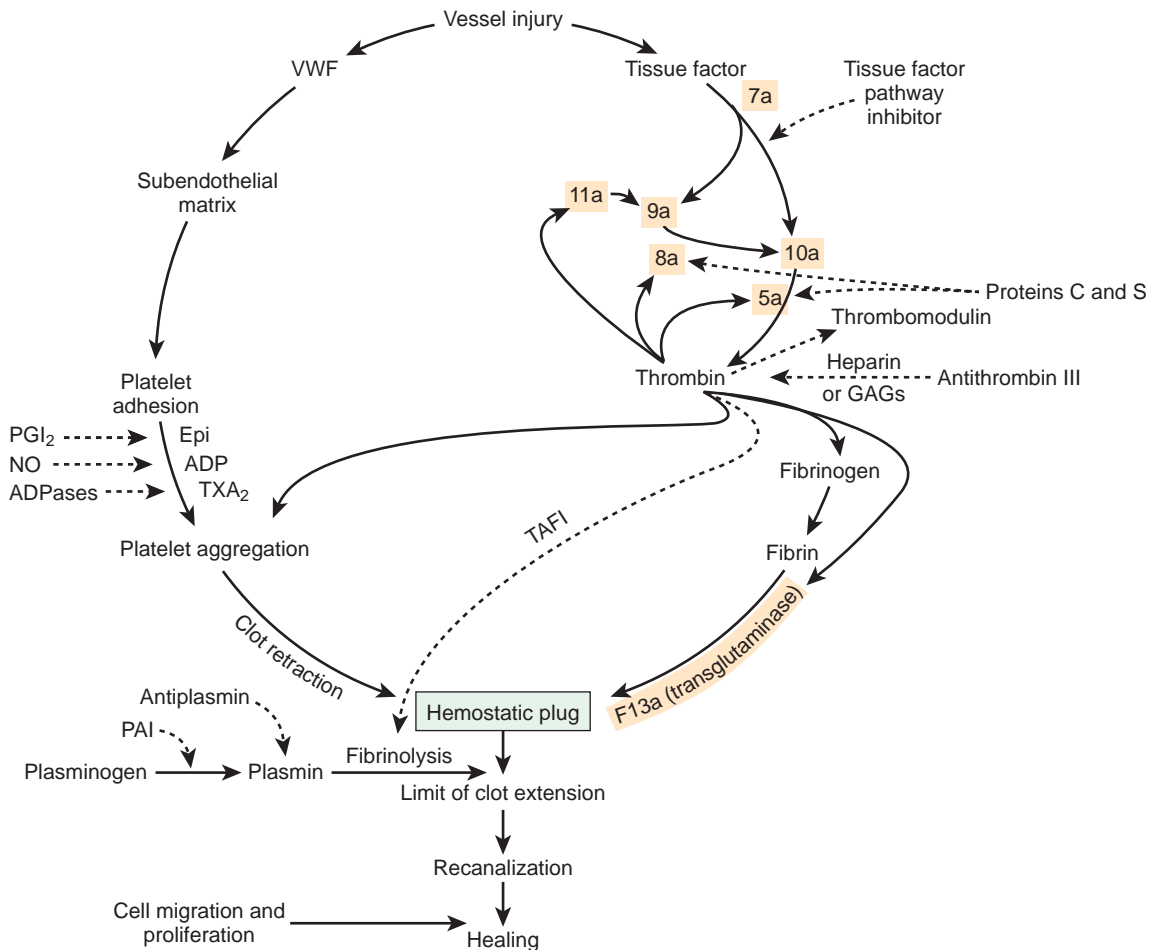 Vessel injury
VWF
Tissue factor
7a
Tissue factor
pathway
inhibitor
Subendothelial
matrix
11a
9a
8a
10a
5a
Proteins C and S
Thrombomodulin
Platelet
adhesion
Thrombin
Heparin
or GAGs
Antithrombin III
PGI₂
Epi
NO
ADP
ADPases
TXA₂
Fibrinogen
TAFI
Platelet aggregation
Fibrin
Clot retraction
F13a (transglutaminase)
Antiplasmin
Hemostatic plug
PAI
Plasminogen
Plasmin
Fibrinolysis
Limit of clot extension
Recanalization
Cell migration and
proliferation
Healing